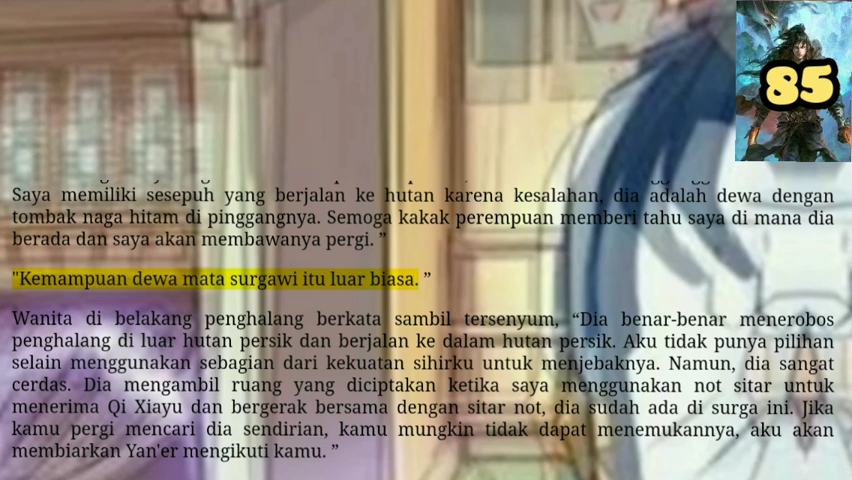 85
Saya memiliki sesepuh yang berjalan ke hutan karena kesalahan, dia adalah dewa dengan
tombak naga hitam di pinggangnya. Semoga kakak perempuan memberi tahu saya di mana dia
berada dan saya akan membawanya pergi. ”
"Kemampuan dewa mata surgawi itu luar biasa. ”
Wanita di belakang penghalang berkata sambil tersenyum, “Dia benar-benar menerobos
penghalang di luar hutan persik dan berjalan ke dalam hutan persik. Aku tidak punya pilihan
selain menggunakan sebagian dari kekuatan sihirku untuk menjebaknya. Namun, dia sangat
cerdas. Dia mengambil ruang yang diciptakan ketika saya menggunakan not sitar untuk
menerima Qi Xiayu dan bergerak bersama dengan sitar not, dia sudah ada di surga ini. Jika
kamu pergi mencari dia sendirian, kamu mungkin tidak dapat menemukannya, aku akan
membiarkan Yan'er mengikuti kamu. ”